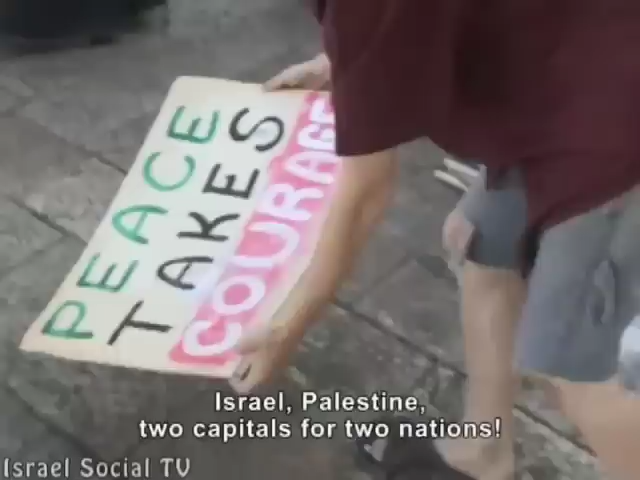 PEACE
TAKES
COURAGE
Israel, Palestine,
two capitals for two nations!
Israel Social TV